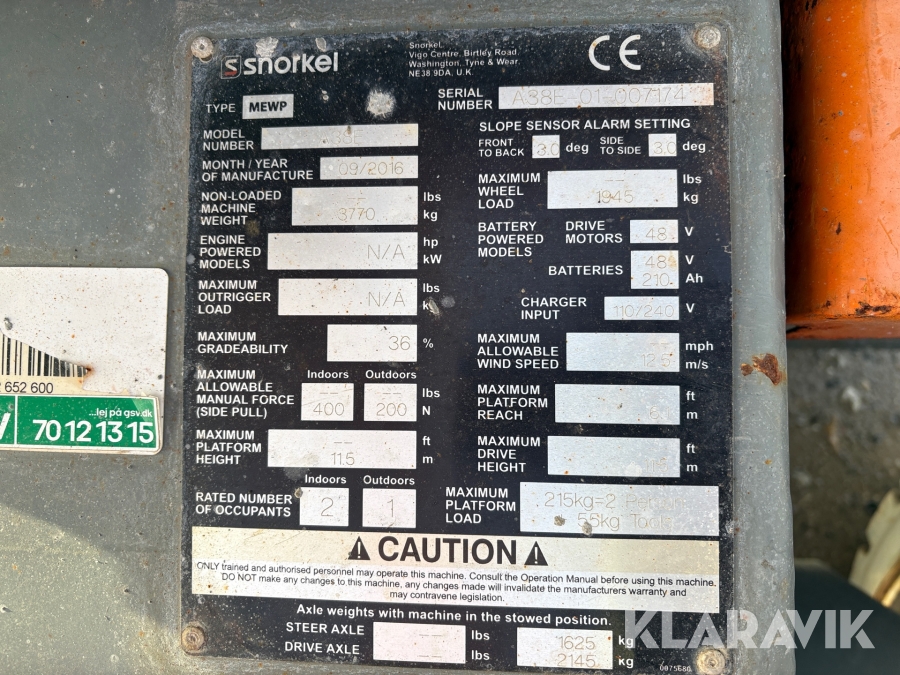 snorkel
Snorkel,
Vigo Centre, Birtley Road
Washington, Tyne & Wear.
NE38 9DA, U.K.
CE
TYPE MEWP
SERIAL NUMBER A38E-01-007174
MODEL NUMBER
SLOPE SENSOR ALARM SETTING
FRONT TO BACK 3.0 deg SIDE TO SIDE 3.0 deg
MONTH / YEAR OF MANUFACTURE 09/2016
NON-LOADED MACHINE WEIGHT -- lbs
3770 kg
MAXIMUM WHEEL LOAD -- lbs
1945 kg
ENGINE POWERED MODELS N/A hp
kW
BATTERY POWERED MODELS DRIVE MOTORS 48 V
BATTERIES 48 V
210 Ah
MAXIMUM OUTRIGGER LOAD N/A lbs
CHARGER INPUT 110/240 V
MAXIMUM GRADEABILITY 36 %
MAXIMUM ALLOWABLE WIND SPEED -- mph
12.5 m/s
Indoors Outdoors
MAXIMUM ALLOWABLE MANUAL FORCE (SIDE PULL) -- -- lbs
400 200 N
MAXIMUM PLATFORM REACH -- ft
m
MAXIMUM PLATFORM HEIGHT -- ft
11.5 m
MAXIMUM DRIVE HEIGHT -- ft
m
Indoors Outdoors
RATED NUMBER OF OCCUPANTS 2 1
MAXIMUM PLATFORM LOAD 215kg=2
+ 55kg
CAUTION
ONLY trained and authorised personnel may operate this machine. Consult the Operation Manual before using this machine.
DO NOT make any changes to this machine, any changes made will invalidate the manufacturers warranty and
may contravene legislation.
Axle weights with machine in the stowed position.
STEER AXLE -- lbs 1625 kg
DRIVE AXLE -- lbs 2145 kg
0075680
652 600
...lej på gsv.dk
70 12 13 15
KLARAVIK